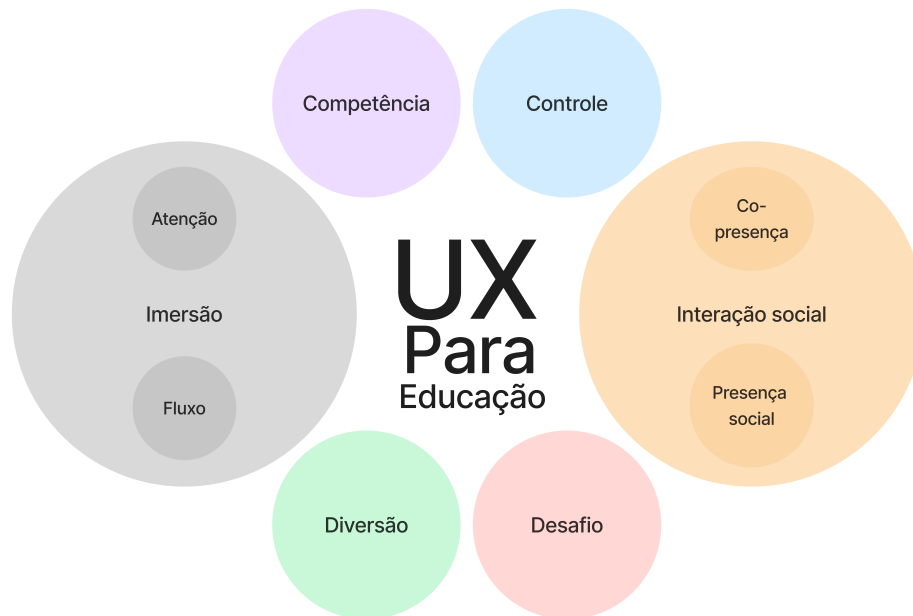 Competência
Controle
Atenção
Imersão
Fluxo
UX
Para
Educação
Co-
presença
Interação social
Presença
social
Diversão
Desafio